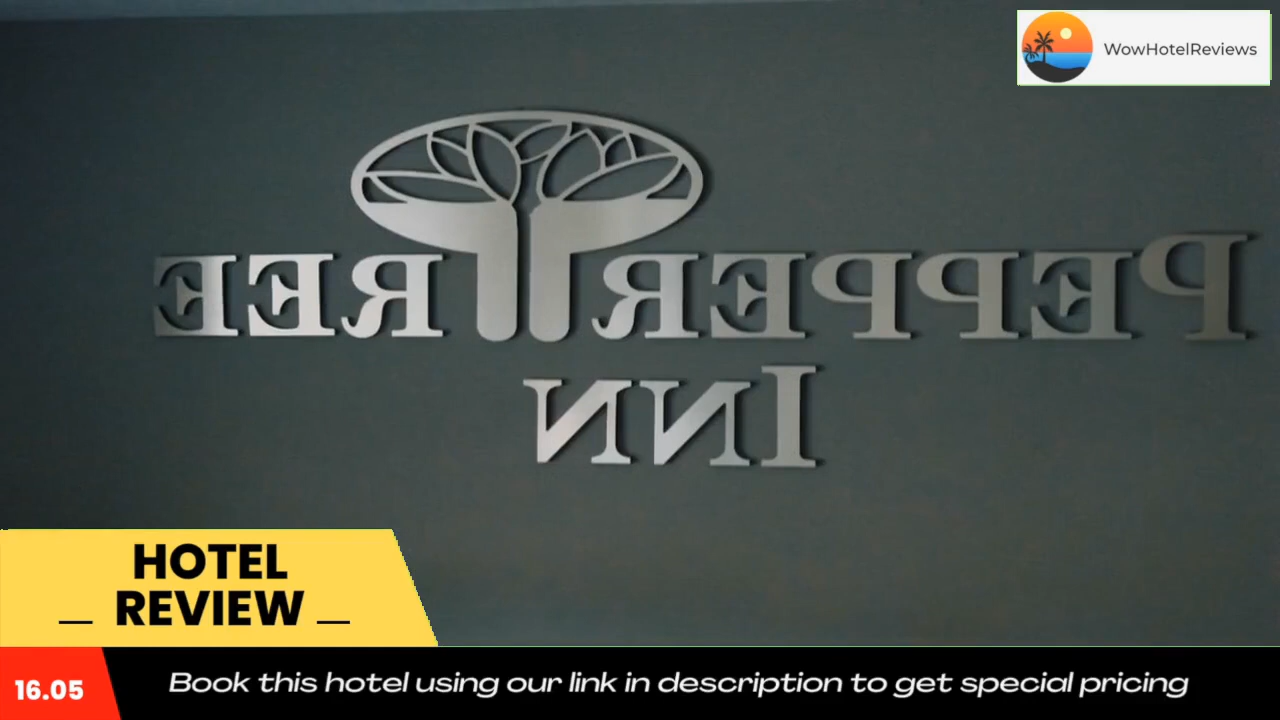 WowHotelReviews
PEPPERTREE
INN
HOTEL
REVIEW
16.05
Book this hotel using our link in description to get special pricing